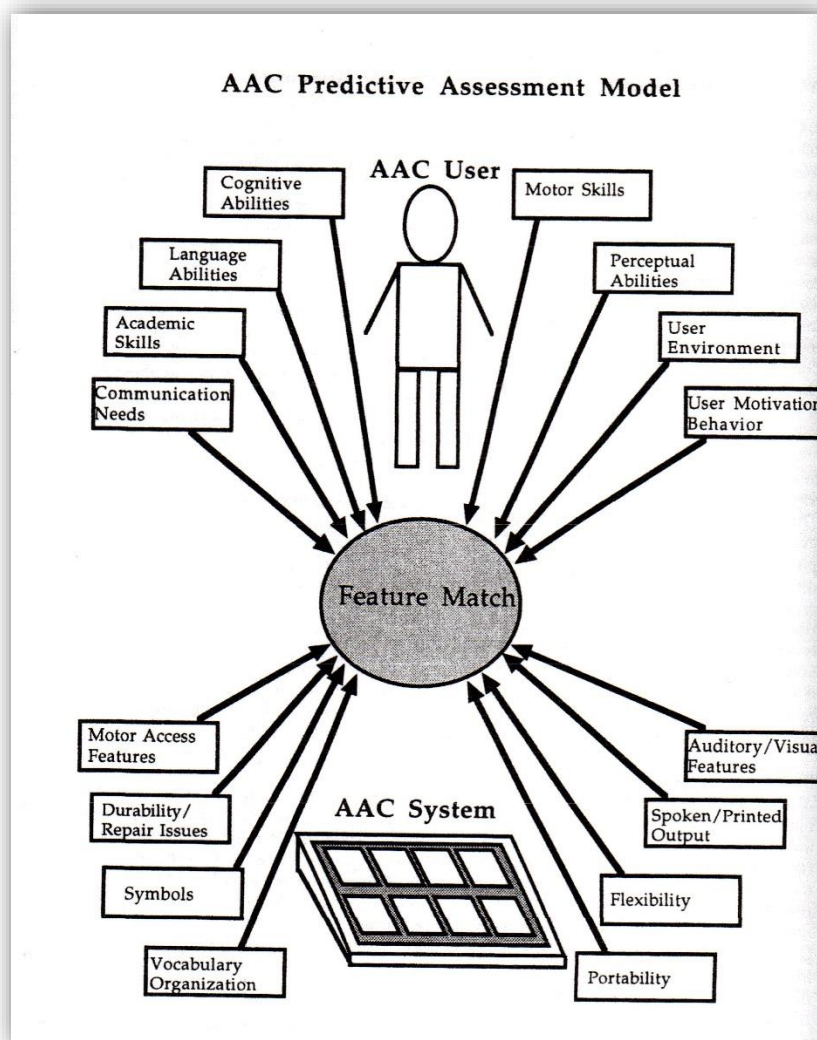 AAC Predictive Assessment Model
AAC User
Cognitive
Abilities
Motor Skills
Language
Abilities
Perceptual
Abilities
Academic
Skills
User
Environment
Communication
Needs
User Motivation
Behavior
Feature Match
Motor Access
Features
Auditory/Visua
Features
Durability/
Repair Issues
AAC System
Spoken/Printed
Output
Symbols
Flexibility
Vocabulary
Organization
Portability